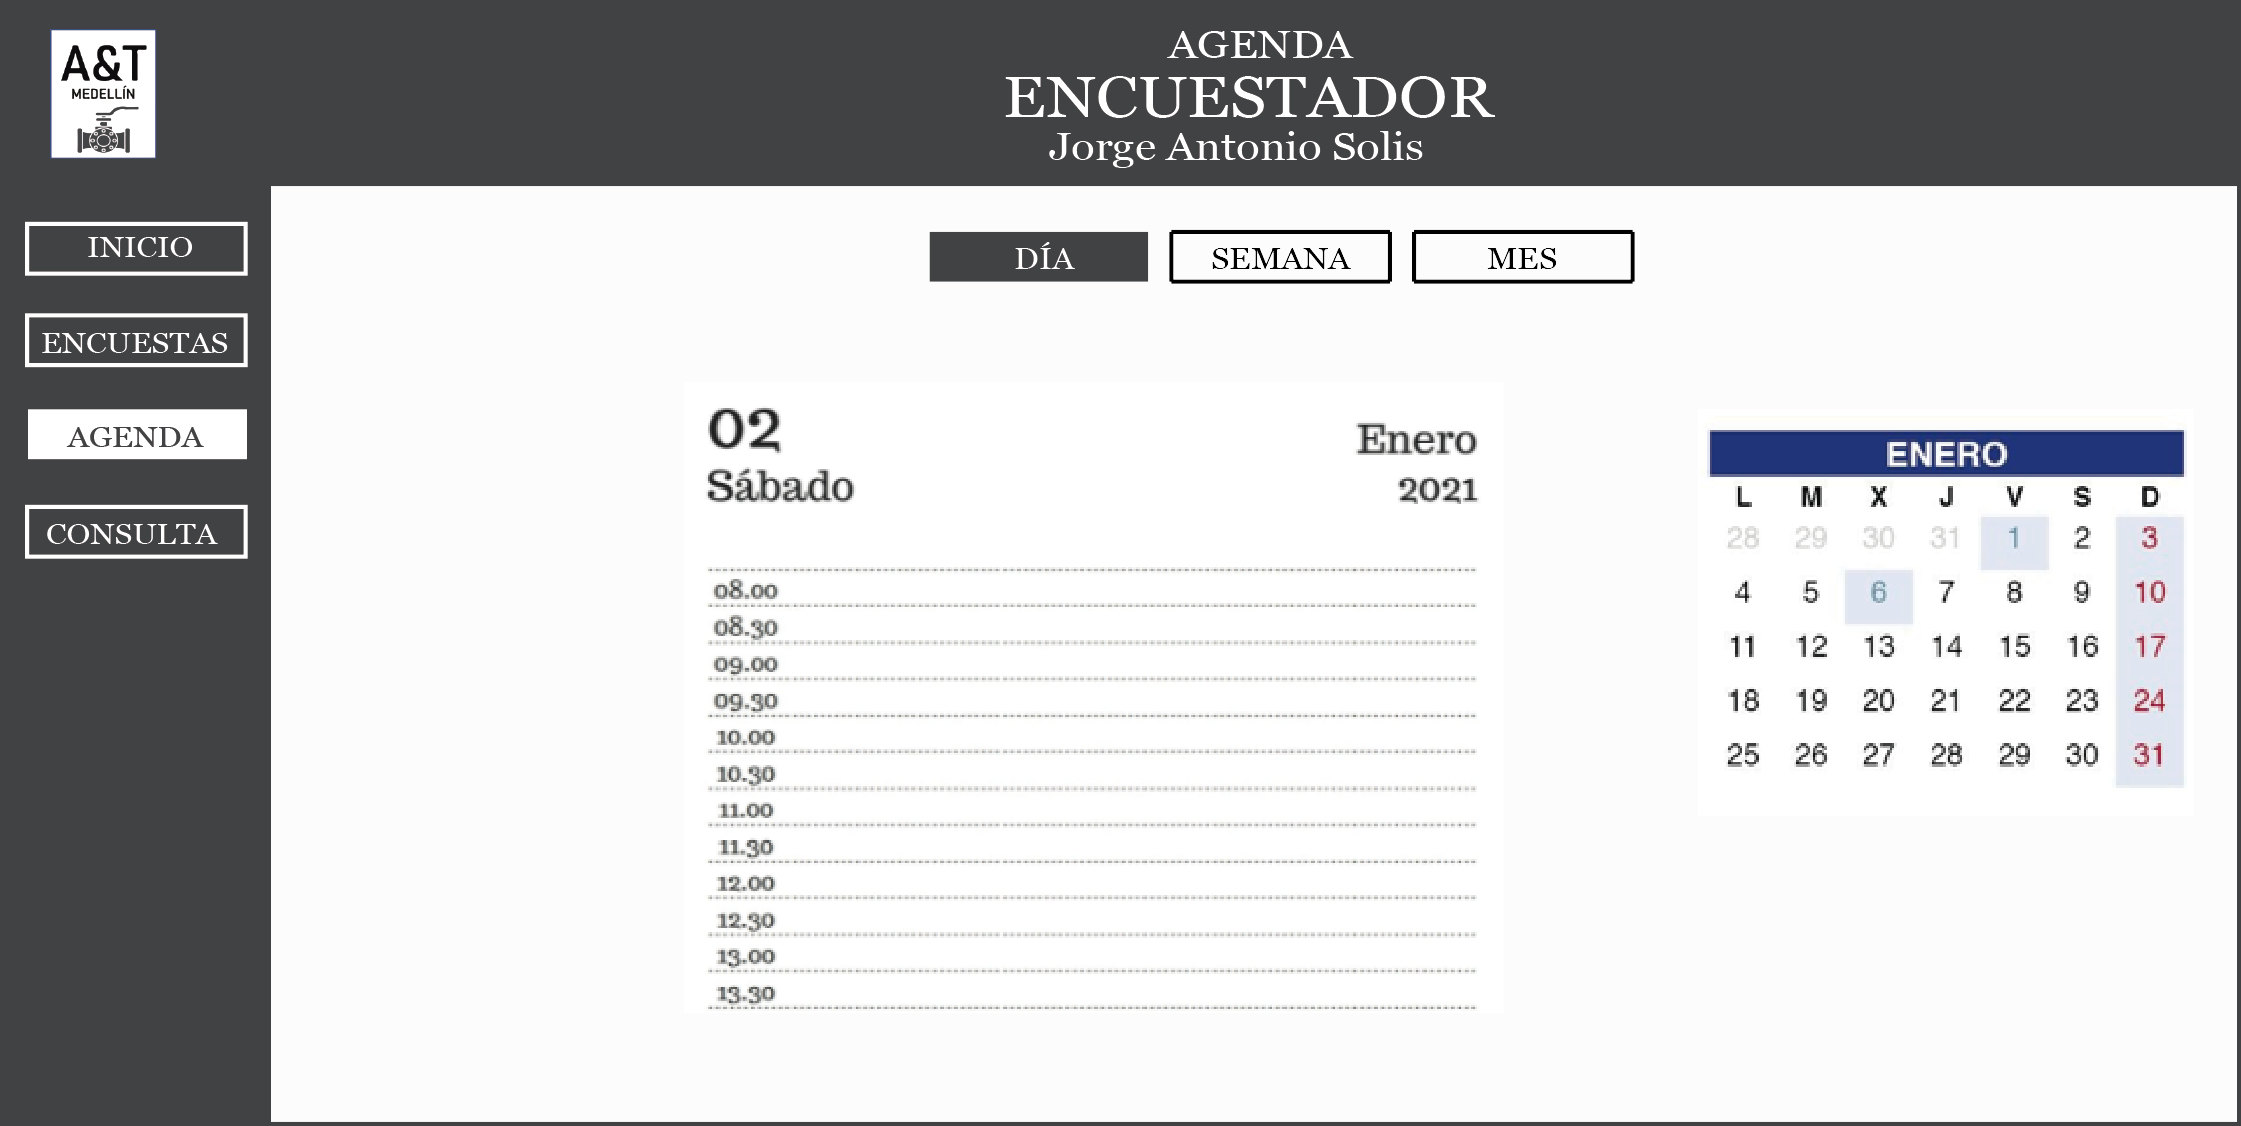 A&T
MEDELLÍN
AGENDA
ENCUESTADOR
Jorge Antonio Solis
INICIO
ENCUESTAS
AGENDA
CONSULTA
DÍA SEMANA MES
02
Sábado
Enero
2021
08.00
08.30
09.00
09.30
10.00
10.30
11.00
11.30
12.00
12.30
13.00
13.30
ENERO
L M X J V S D
28 29 30 31 1 2 3
4 5 6 7 8 9 10
11 12 13 14 15 16 17
18 19 20 21 22 23 24
25 26 27 28 29 30 31